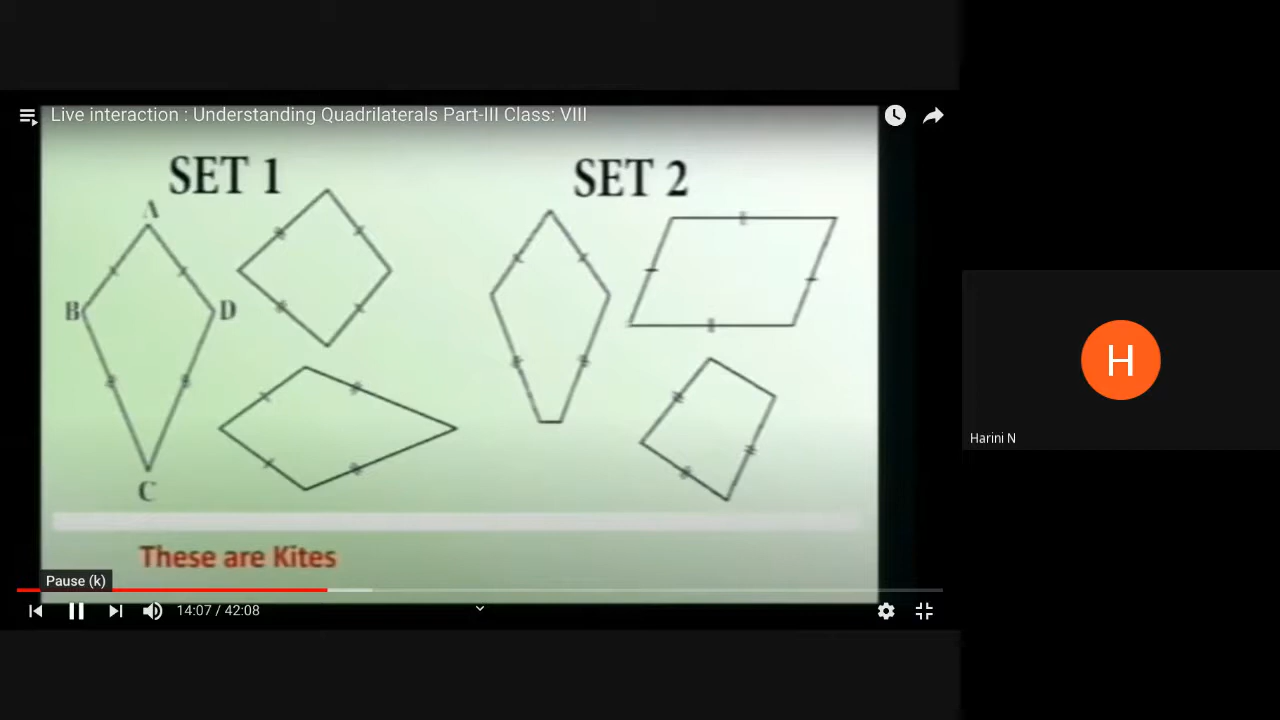 Live interaction : Understanding Quadrilaterals Part-III Class: VIII
SET 1
SET 2
A
B
D
C
These are Kites
Pause (k)
14:07 / 42:08
H
Harini N